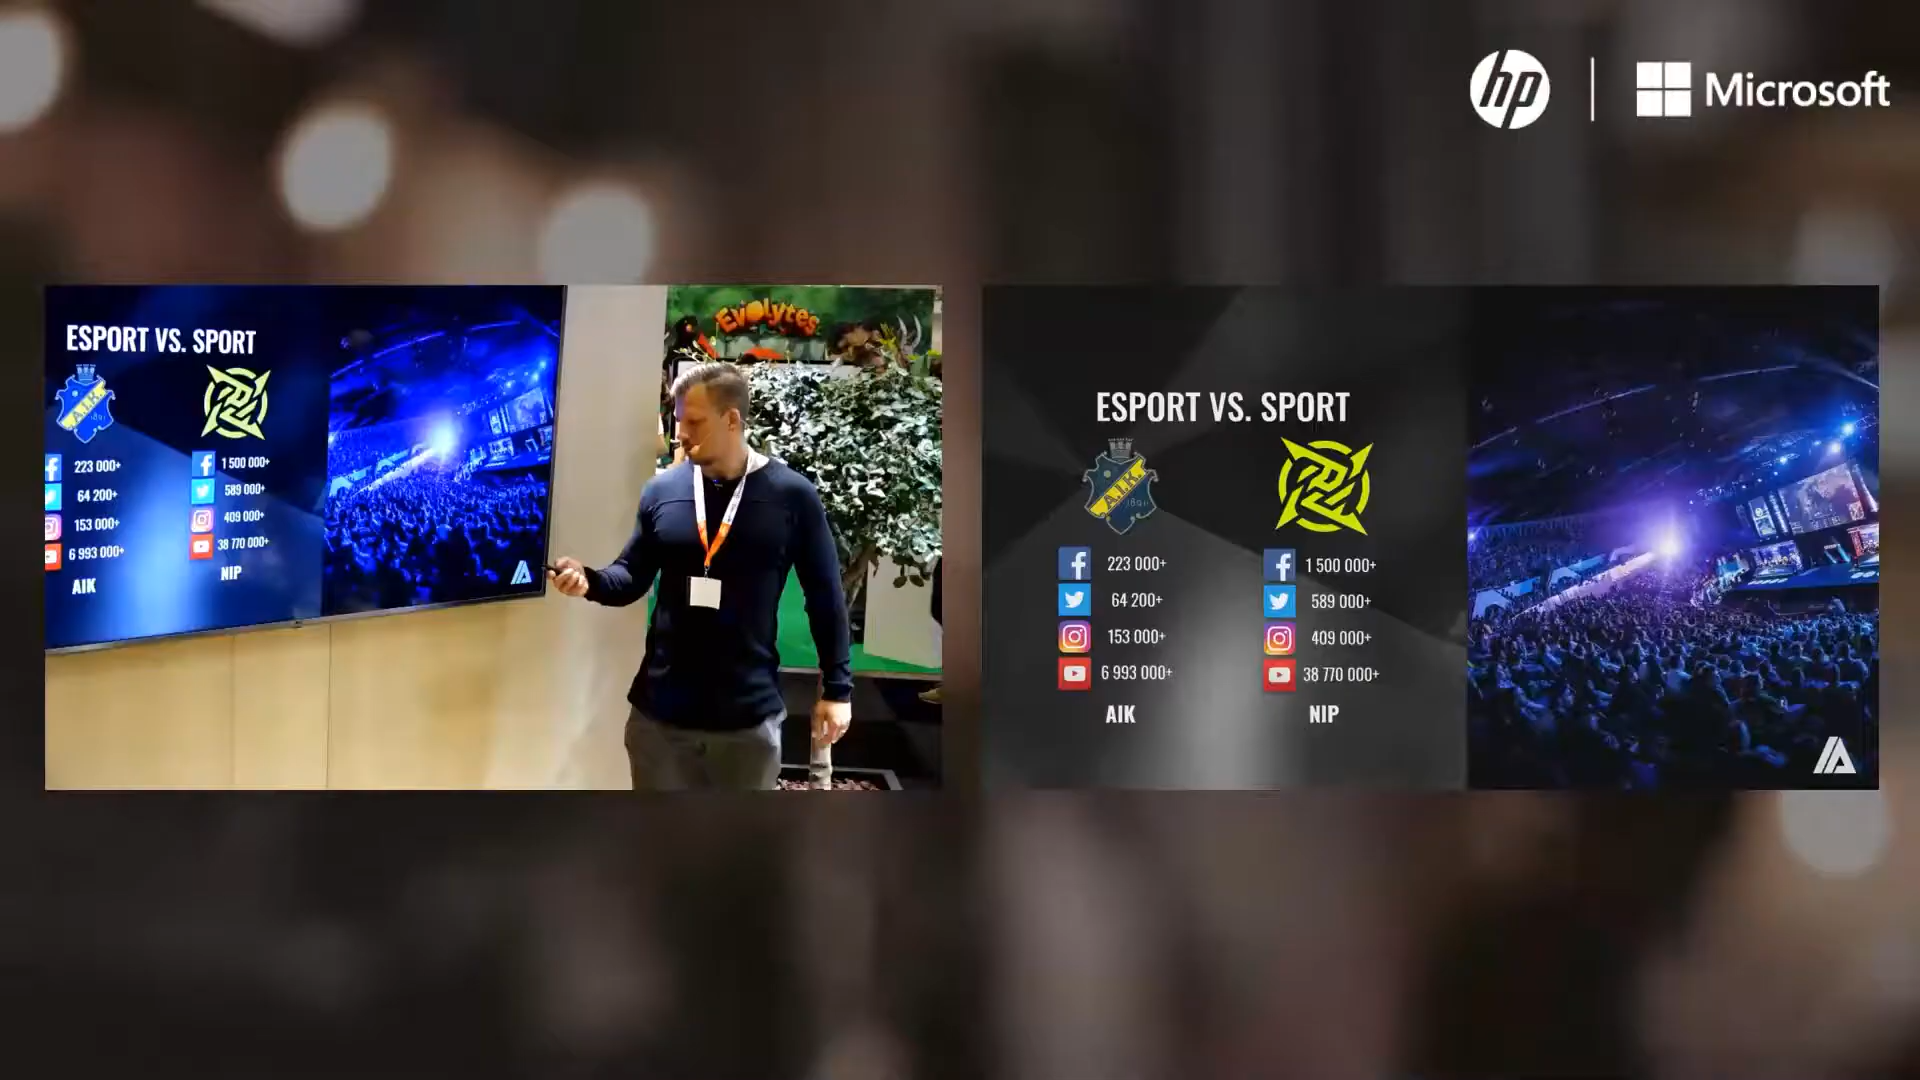 hp | Microsoft
ESPORT VS. SPORT
A.I.K.
1891
223 000+
64 200+
153 000+
6 993 000+
AIK
1 500 000+
589 000+
409 000+
38 770 000+
NIP
Evolytes
ESPORT VS. SPORT
A.I.K.
1891
223 000+
64 200+
153 000+
6 993 000+
AIK
1 500 000+
589 000+
409 000+
38 770 000+
NIP